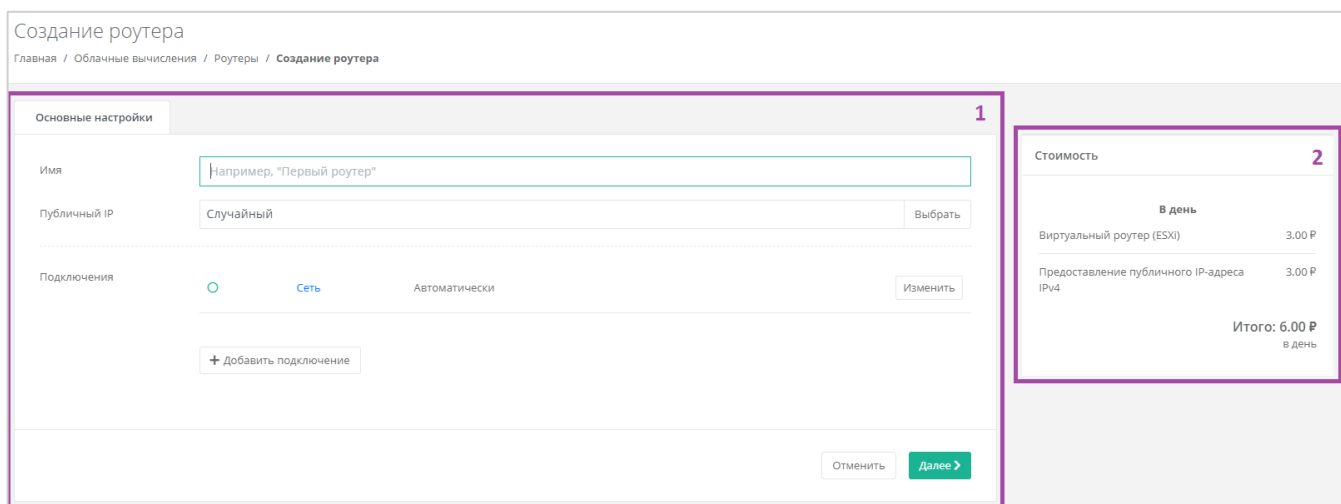 Создание роутера
Главная / Облачные вычисления / Роутеры / Создание роутера
Основные настройки
1
Имя
Например, "Первый роутер"
Публичный IP
Случайный
Выбрать
Подключения
Сеть
Автоматически
Изменить
+ Добавить подключение
Отменить
Далее >
Стоимость
2
В день
Виртуальный роутер (ESXi) 3.00 ₽
Предоставление публичного IP-адреса 3.00 ₽
IPv4
Итого: 6.00 ₽
в день